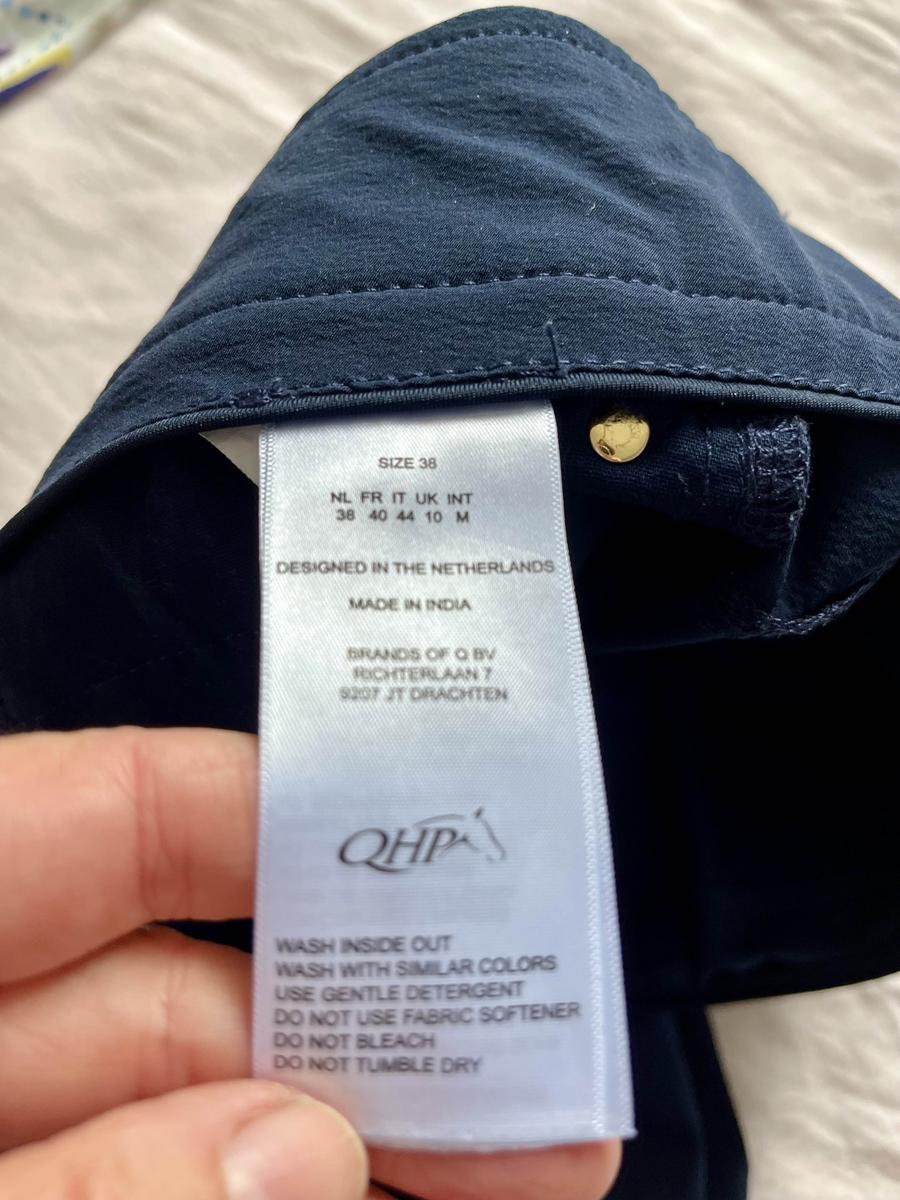 SIZE 38
NL FR IT UK INT
38 40 44 10 M
DESIGNED IN THE NETHERLANDS
MADE IN INDIA
BRANDS OF Q BV
RICHTERLAAN 7
9207 JT DRACHTEN
QHP
WASH INSIDE OUT
WASH WITH SIMILAR COLORS
USE GENTLE DETERGENT
DO NOT USE FABRIC SOFTENER
DO NOT BLEACH
DO NOT TUMBLE DRY